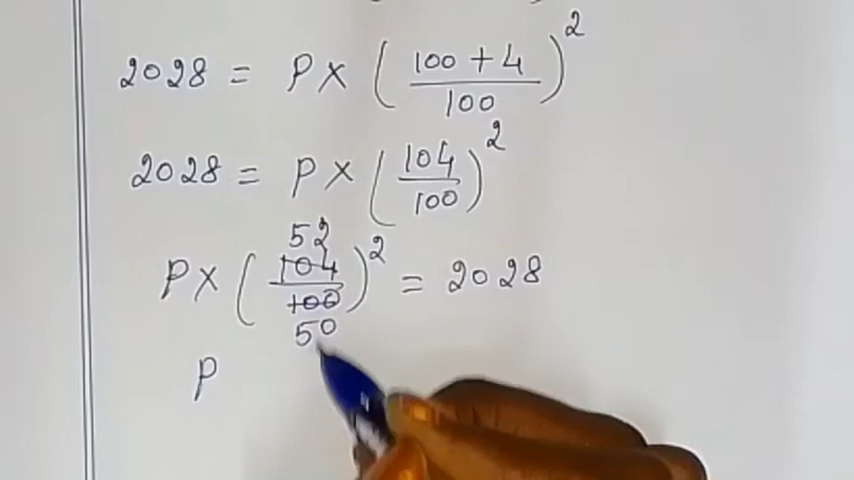 2028 = P × ( (100 + 4) / 100 )²
2028 = P × ( 104 / 100 )²
52
P × ( 104 / 100 )² = 2028
50
P